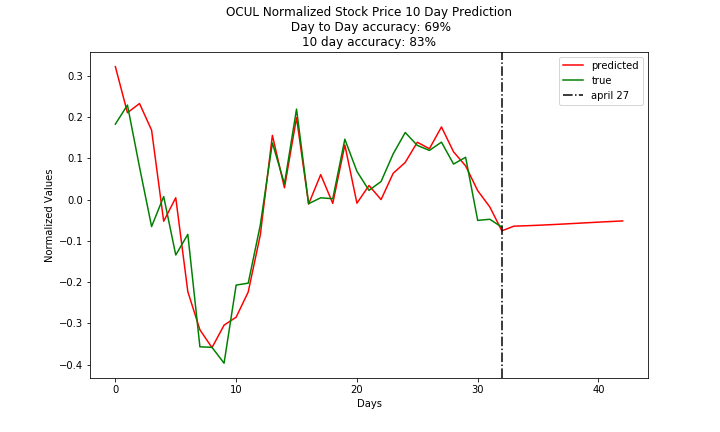 OCUL Normalized Stock Price 10 Day Prediction
Day to Day accuracy: 69%
10 day accuracy: 83%
predicted
true
april 27
Normalized Values
0.3
0.2
0.1
0.0
−0.1
−0.2
−0.3
−0.4
0 10 20 30 40
Days